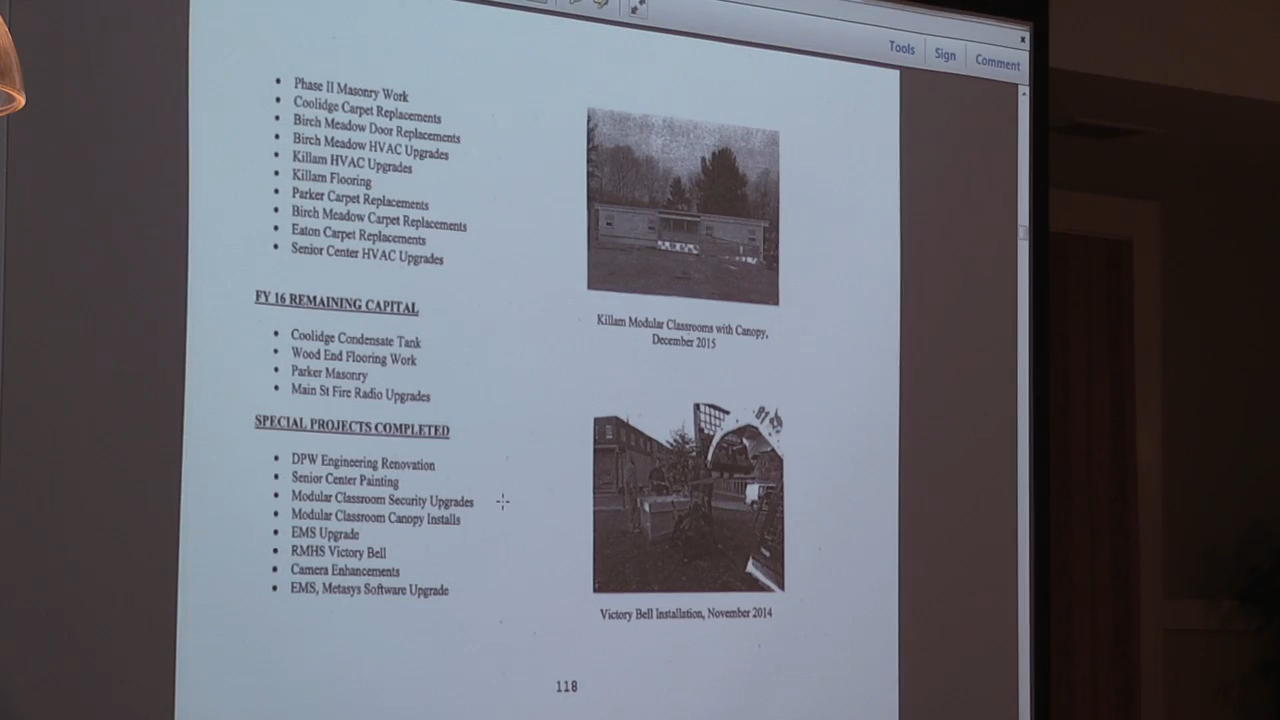 Tools Sign Comment
Phase II Masonry Work
Coolidge Carpet Replacements
Birch Meadow Door Replacements
Birch Meadow HVAC Upgrades
Killam HVAC Upgrades
Killam Flooring
Parker Carpet Replacements
Birch Meadow Carpet Replacements
Eaton Carpet Replacements
Senior Center HVAC Upgrades
FY 16 REMAINING CAPITAL
Coolidge Condensate Tank
Wood End Flooring Work
Parker Masonry
Main St Fire Radio Upgrades
SPECIAL PROJECTS COMPLETED
DPW Engineering Renovation
Senior Center Painting
Modular Classroom Security Upgrades
Modular Classroom Canopy Installs
EMS Upgrade
RMHS Victory Bell
Camera Enhancements
EMS, Metasys Software Upgrade
Killam Modular Classrooms with Canopy,
December 2015
81
Victory Bell Installation, November 2014
118